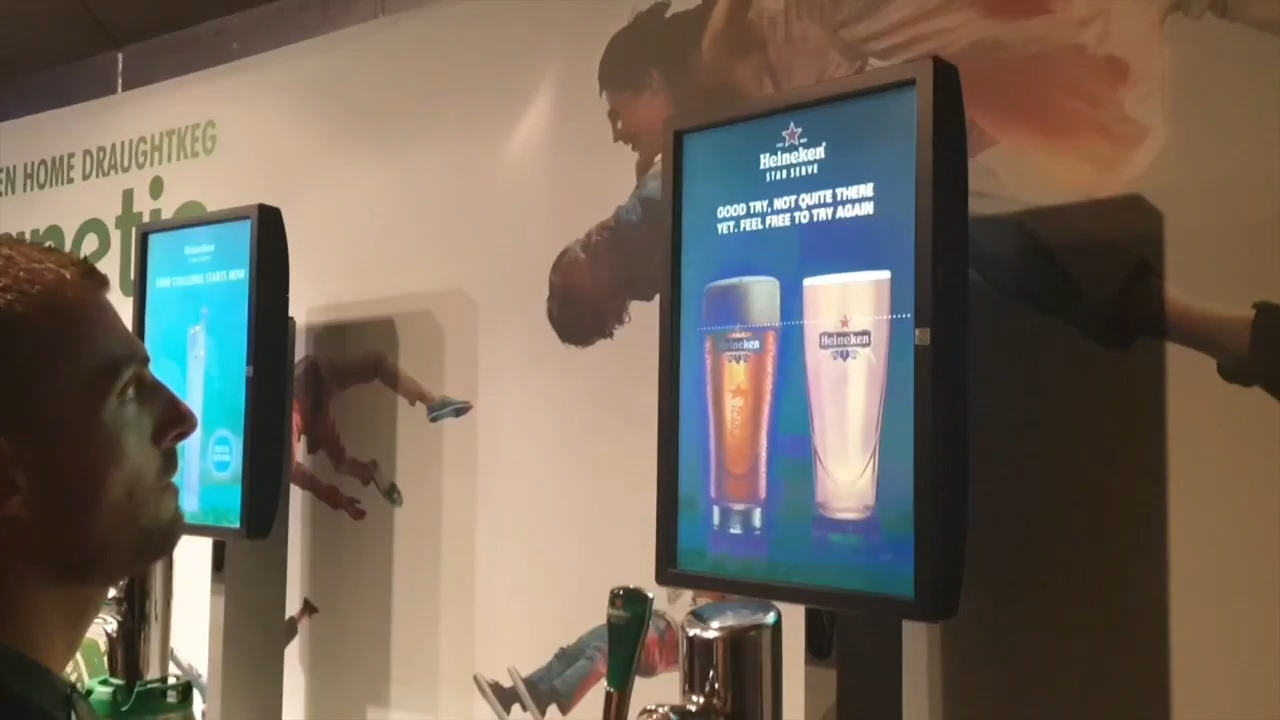 EN HOME DRAUGHTKEG
netic
Heineken
YOUR CHALLENGE STARTS NOW
Heineken
STAR SERVE
GOOD TRY, NOT QUITE THERE
YET. FEEL FREE TO TRY AGAIN
Heineken
Heineken